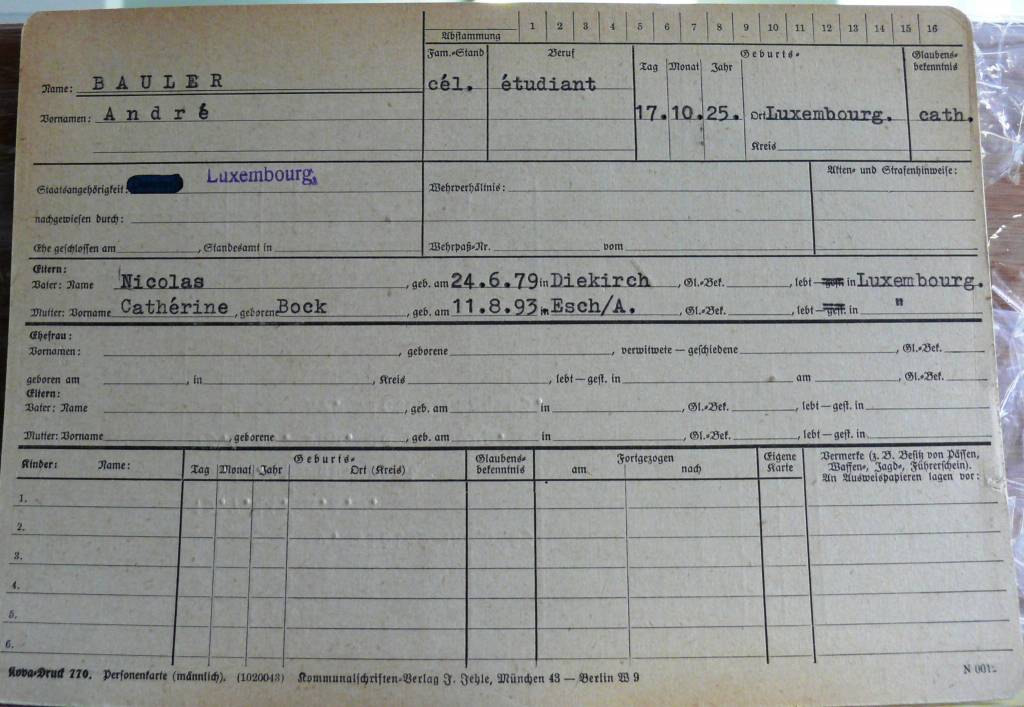 Abstammung 1 2 3 4 5 6 7 8 9 10 11 12 13 14 15 16
Fam.-Stand Beruf Geburts- Glaubens-
Tag Monat Jahr bekenntnis
Name: BAULER cél. étudiant
Vornamen: André 17. 10. 25. Ort Luxembourg. cath.
Kreis
Staatsangehörigkeit: Luxembourg. Wehrverhältnis: Akten- und Strafenhinweise:
nachgewiesen durch:
Ehe geschlossen am , Standesamt in Wehrpaß-Nr. vom
Eltern:
Vater: Name Nicolas , geb. am 24.6.79 in Diekirch , Gl.-Bek. , lebt – gest. in Luxembourg.
Mutter: Vorname Cathérine , geborene Bock , geb. am 11.8.93 in Esch/A. , Gl.-Bek. , lebt – gest. in "
Ehefrau:
Vornamen: , geborene , verwitwete – geschiedene , Gl.-Bek.
geboren am , in , Kreis , lebt – gest. in am , Gl.-Bek.
Eltern:
Vater: Name , geb. am in , Gl.-Bek. , lebt – gest. in
Mutter: Vorname , geborene , geb. am in , Gl.-Bek. , lebt – gest. in
Kinder: Name: Geburts- Glaubens- Fortgezogen Eigene Vermerke (z. B. Besitz von Pässen,
Tag Monat Jahr Ort (Kreis) bekenntnis am nach Karte Waffen-, Jagd-, Führerschein).
An Ausweispapieren lagen vor:
1.
2.
3.
4.
5.
6.
Kova-Druck 770. Personenkarte (männlich). (1020043) Kommunalschriften-Verlag J. Jehle, München 43 — Berlin W 9 N 001